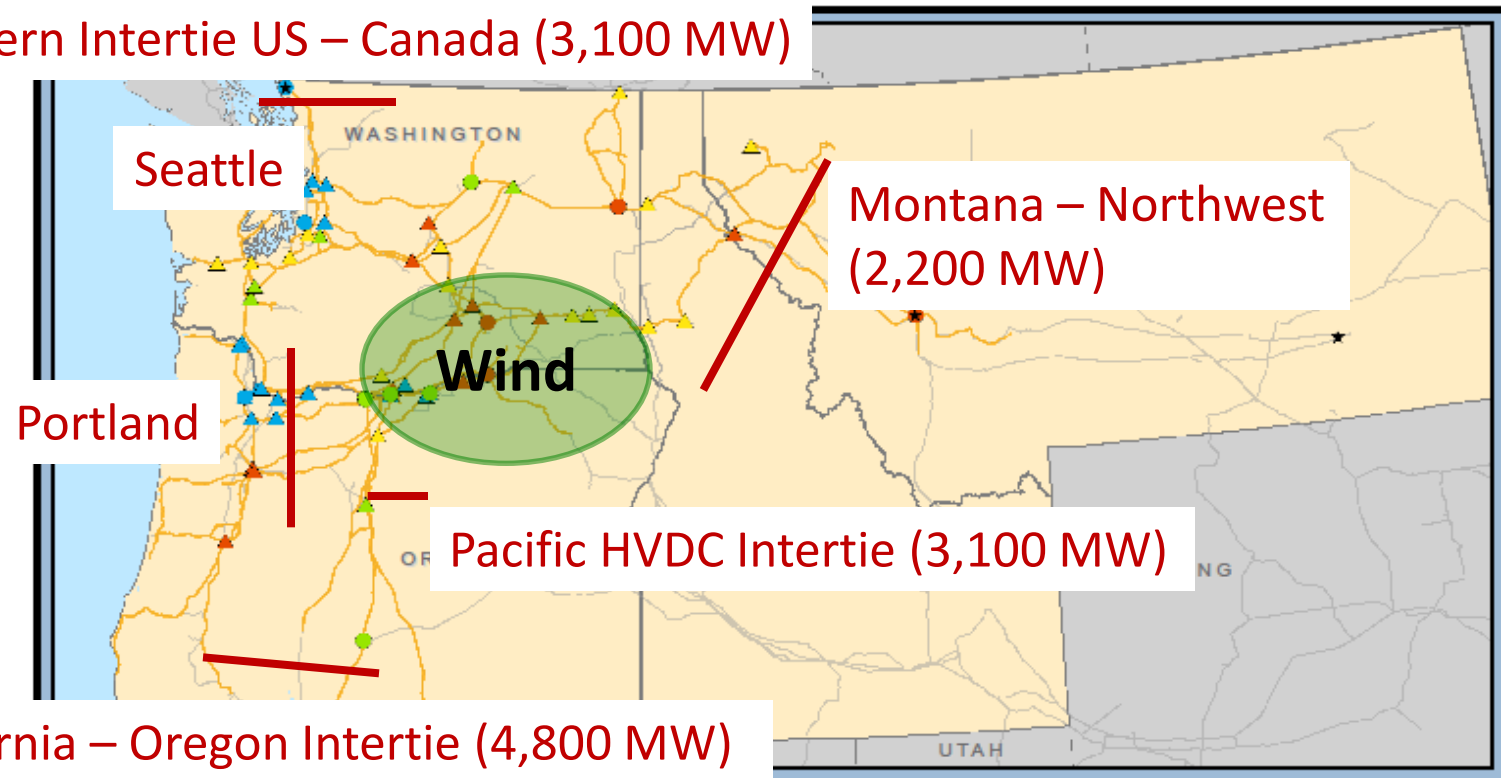 ern Intertie US – Canada (3,100 MW)
WASHINGTON
Seattle
Montana – Northwest
(2,200 MW)
Wind
Portland
Pacific HVDC Intertie (3,100 MW)
OR
NG
rnia – Oregon Intertie (4,800 MW)
UTAH